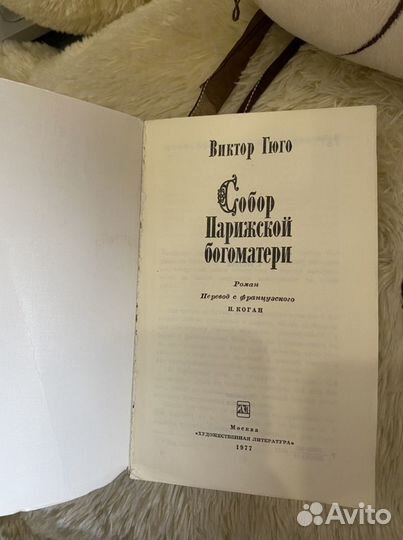 Виктор Гюго
Собор
Парижской
богоматери
Роман
Перевод с французского
Н. КОГАН
Москва
«ХУДОЖЕСТВЕННАЯ ЛИТЕРАТУРА»
1977
Avito